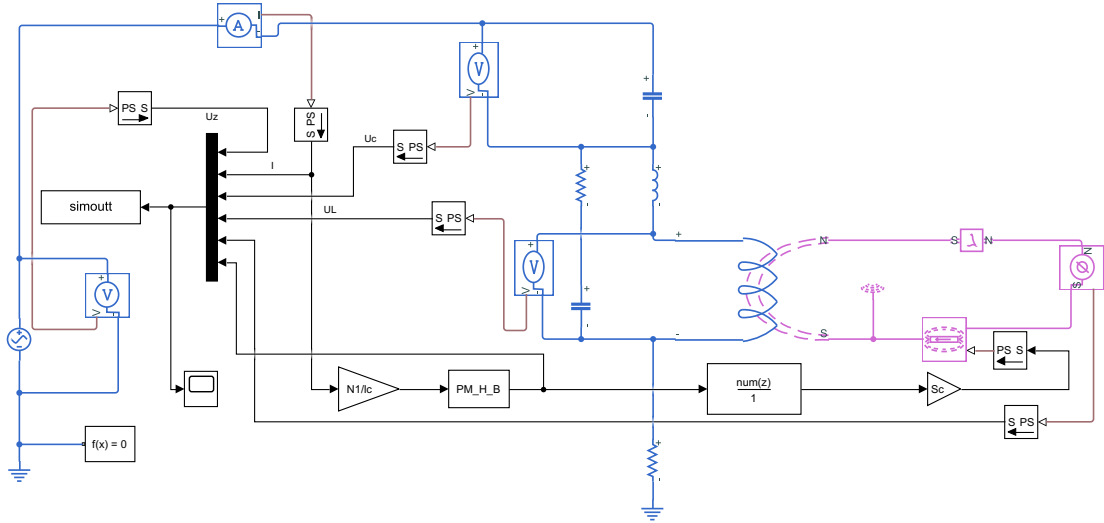 +
A
I
-
+
V
V
-
+
-
PS S
Uz
S PS
Uc
S PS
I
+
-
+
-
simoutt
UL
S PS
+
V
V
-
+
-
N
S
N
N
Φ
S
+
V
V
-
+
-
S
-
PS S
N1/lc
PM_H_B
num(z)
1
Sc
S PS
f(x) = 0
+
-